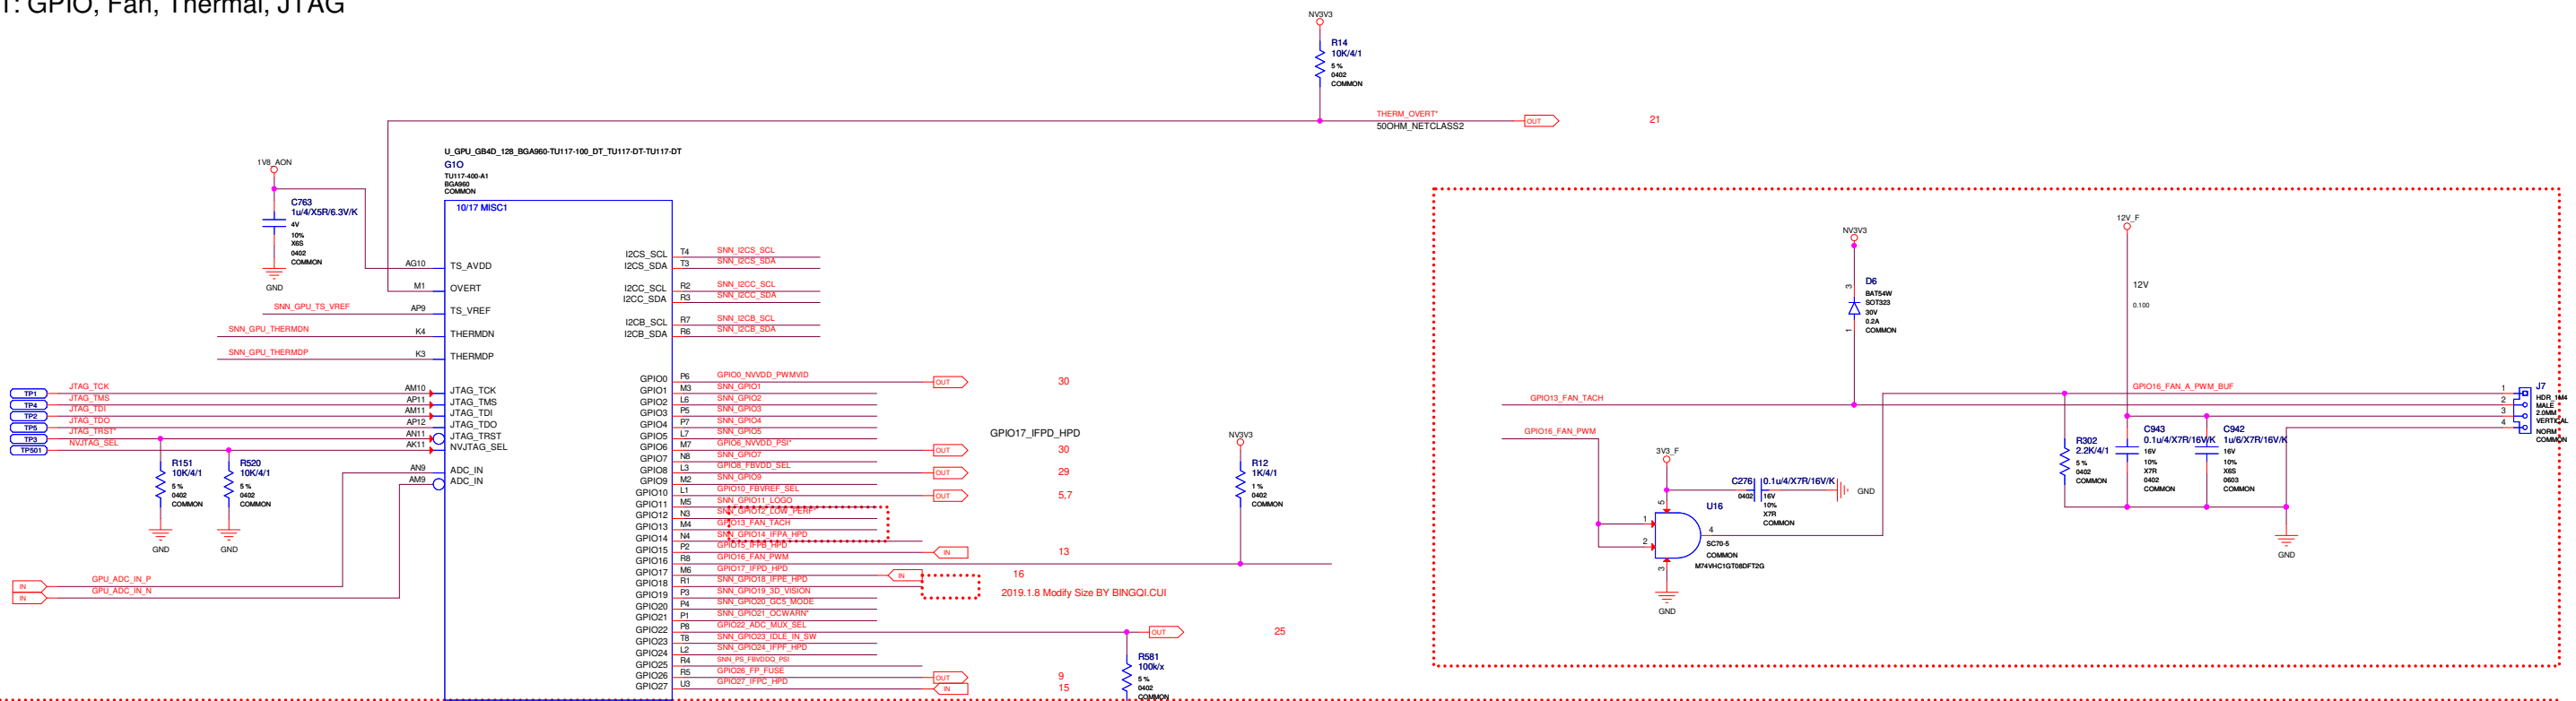 1: GPIO, Fan, Thermal, JTAG
NV3V3
R14
10K/4/1
5 %
0402
COMMON
THERM_OVERT*
50OHM_NETCLASS2
OUT
21
U_GPU_GB4D_128_BGA960-TU117-100_DT_TU117-DT-TU117-DT
G1O
TU117-400-A1
BGA960
COMMON
10/17 MISC1
1V8_AON
C763
1u/4/X5R/6.3V/K
4V
10%
X6S
0402
COMMON
GND
AG10 TS_AVDD
M1 OVERT
SNN_GPU_TS_VREF AP9 TS_VREF
SNN_GPU_THERMDN K4 THERMDN
SNN_GPU_THERMDP K3 THERMDP
TP1 JTAG_TCK AM10 JTAG_TCK
TP4 JTAG_TMS AP11 JTAG_TMS
TP2 JTAG_TDI AM11 JTAG_TDI
TP5 JTAG_TDO AP12 JTAG_TDO
TP3 JTAG_TRST* AN11 JTAG_TRST
TP501 NVJTAG_SEL AK11 NVJTAG_SEL
AN9 ADC_IN
AM9 ADC_IN
R151
10K/4/1
5 %
0402
COMMON
GND
R520
10K/4/1
5 %
0402
COMMON
GND
IN GPU_ADC_IN_P
IN GPU_ADC_IN_N
I2CS_SCL T4 SNN_I2CS_SCL
I2CS_SDA T3 SNN_I2CS_SDA
I2CC_SCL R2 SNN_I2CC_SCL
I2CC_SDA R3 SNN_I2CC_SDA
I2CB_SCL R7 SNN_I2CB_SCL
I2CB_SDA R6 SNN_I2CB_SDA
GPIO0 P6 GPIO0_NVVDD_PWMVID OUT 30
GPIO1 M3 SNN_GPIO1
GPIO2 L6 SNN_GPIO2
GPIO3 P5 SNN_GPIO3
GPIO4 P7 SNN_GPIO4
GPIO5 L7 SNN_GPIO5
GPIO6 M7 GPIO6_NVVDD_PSI* OUT 30
GPIO7 N8 SNN_GPIO7
GPIO8 L3 GPIO8_FBVDD_SEL OUT 29
GPIO9 M2 SNN_GPIO9
GPIO10 L1 GPIO10_FBVREF_SEL OUT 5,7
GPIO11 M5 SNN_GPIO11_LOGO
GPIO12 N3 SNN_GPIO12_LOW_PERF*
GPIO13 M4 GPIO13_FAN_TACH
GPIO14 N4 SNN_GPIO14_IFPA_HPD
GPIO15 P2 GPIO15_IFPB_HPD IN 13
GPIO16 R8 GPIO16_FAN_PWM
GPIO17 M6 GPIO17_IFPD_HPD IN 16
GPIO18 R1 SNN_GPIO18_IFPE_HPD
GPIO19 P3 SNN_GPIO19_3D_VISION
GPIO20 P4 SNN_GPIO20_GC5_MODE
GPIO21 P1 SNN_GPIO21_OCWARN*
GPIO22 P8 GPIO22_ADC_MUX_SEL OUT 25
GPIO23 T8 SNN_GPIO23_IDLE_IN_SW
GPIO24 L2 SNN_GPIO24_IFPF_HPD
GPIO25 R4 SNN_PS_FBVDDQ_PSI
GPIO26 R5 GPIO26_FP_FUSE OUT 9
GPIO27 U3 GPIO27_IFPC_HPD IN 15
GPIO17_IFPD_HPD
2019.1.8 Modify Size BY BINGQI.CUI
NV3V3
R12
1K/4/1
1 %
0402
COMMON
R581
100k/x
5 %
0402
COMMON
GPIO13_FAN_TACH
GPIO16_FAN_PWM
NV3V3
3
D6
BAT54W
SOT323
30V
0.2A
COMMON
1
3V3_F
C276 0.1u/4/X7R/16V/K
0402 16V
10%
X7R
COMMON
GND
5
U16
1
2
4
3
SC70-5
COMMON
M74VHC1GT08DFT2G
GND
12V_F
12V
0.100
GPIO16_FAN_A_PWM_BUF
R302
2.2K/4/1
5 %
0402
COMMON
C943
0.1u/4/X7R/16V/K
16V
10%
X7R
0402
COMMON
C942
1u/6/X7R/16V/K
16V
10%
X6S
0603
COMMON
GND
1
2
3
4
J7
HDR_1M4
MALE
2.0MM
VERTICAL
NORM
COMMON